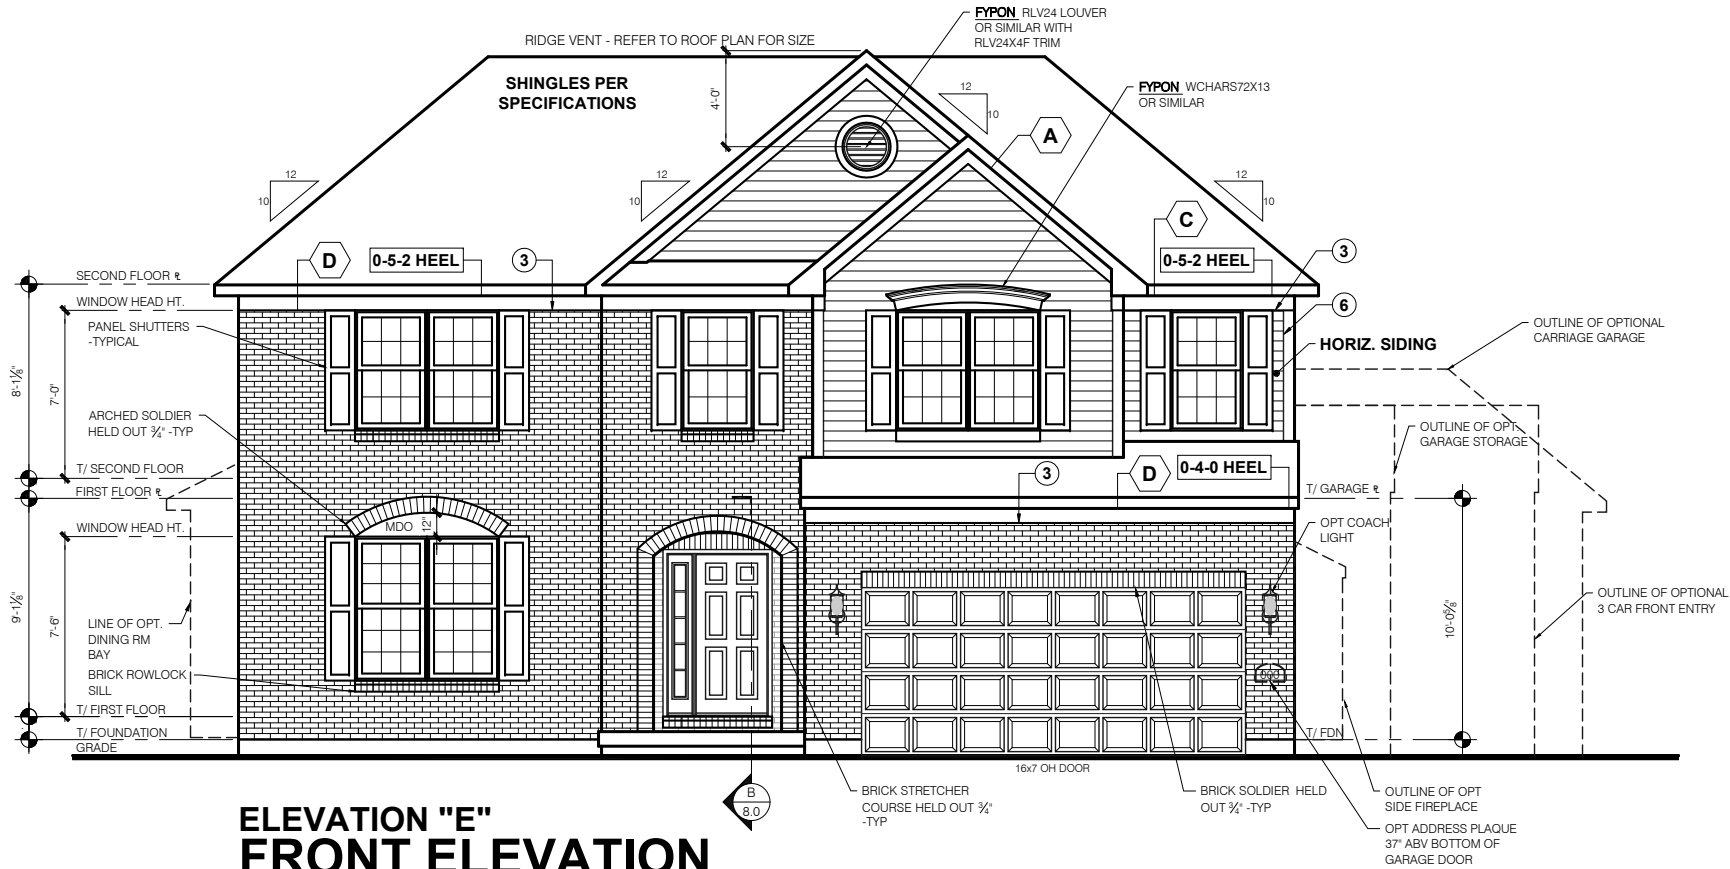 FYPON RLV24 LOUVER
OR SIMILAR WITH
RLV24X4F TRIM
RIDGE VENT - REFER TO ROOF PLAN FOR SIZE
SHINGLES PER
SPECIFICATIONS
4'-0"
12
10
FYPON WCHARS72X13
OR SIMILAR
A
12
10
12
10
12
10
C
D
0-5-2 HEEL
3
0-5-2 HEEL
3
SECOND FLOOR ℄
WINDOW HEAD HT.
6
PANEL SHUTTERS
-TYPICAL
HORIZ. SIDING
OUTLINE OF OPTIONAL
CARRIAGE GARAGE
8'-1⅛"
7'-0"
ARCHED SOLDIER
HELD OUT ¾" -TYP
OUTLINE OF OPT.
GARAGE STORAGE
T/ SECOND FLOOR
FIRST FLOOR ℄
3
D
0-4-0 HEEL
T/ GARAGE ℄
WINDOW HEAD HT.
MDO
12"
OPT COACH
LIGHT
9'-1⅛"
7'-6"
10'-0⅝"
OUTLINE OF OPTIONAL
3 CAR FRONT ENTRY
LINE OF OPT.
DINING RM
BAY
BRICK ROWLOCK
SILL
T/ FIRST FLOOR
T/ FOUNDATION
GRADE
T/ FDN
16x7 OH DOOR
B
8.0
BRICK STRETCHER
COURSE HELD OUT ¾"
-TYP
BRICK SOLDIER HELD
OUT ¾" -TYP
OUTLINE OF OPT
SIDE FIREPLACE
OPT ADDRESS PLAQUE
37" ABV BOTTOM OF
GARAGE DOOR
ELEVATION "E"
FRONT ELEVATION